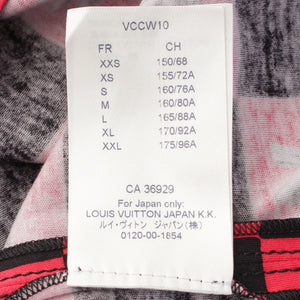 VCCW10
FR CH
XXS 150/68
XS 155/72A
S 160/76A
M 160/80A
L 165/88A
XL 170/92A
XXL 175/96A
CA 36929
For Japan only:
LOUIS VUITTON JAPAN K.K.
ルイ・ヴィトン ジャパン(株)
0120-00-1854